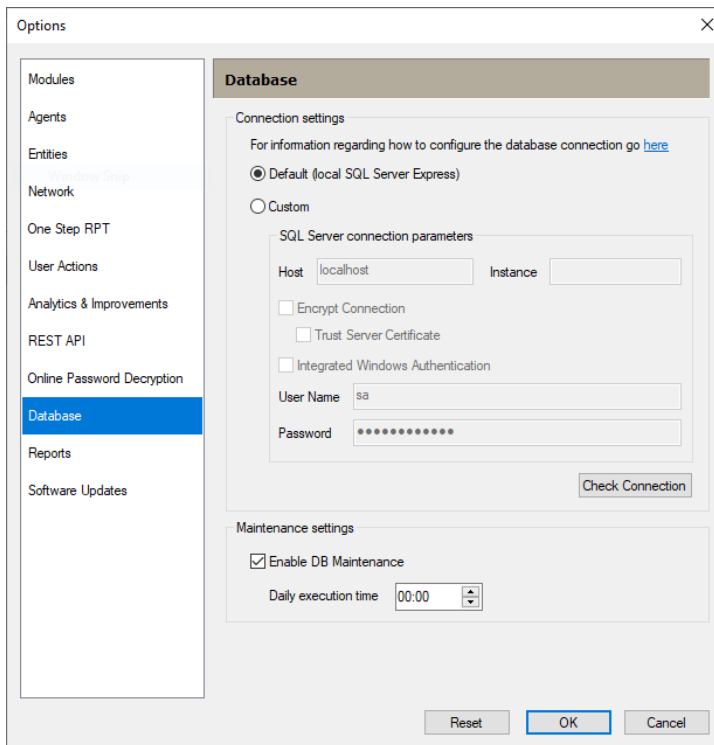 Options
Modules
Agents
Entities
Window Snip
Network
One Step RPT
User Actions
Analytics & Improvements
REST API
Online Password Decryption
Database
Reports
Software Updates
Database
Connection settings
For information regarding how to configure the database connection go here
Default (local SQL Server Express)
Custom
SQL Server connection parameters
Host localhost Instance
Encrypt Connection
Trust Server Certificate
Integrated Windows Authentication
User Name sa
Password ••••••••••••
Check Connection
Maintenance settings
Enable DB Maintenance
Daily execution time 00:00
Reset OK Cancel